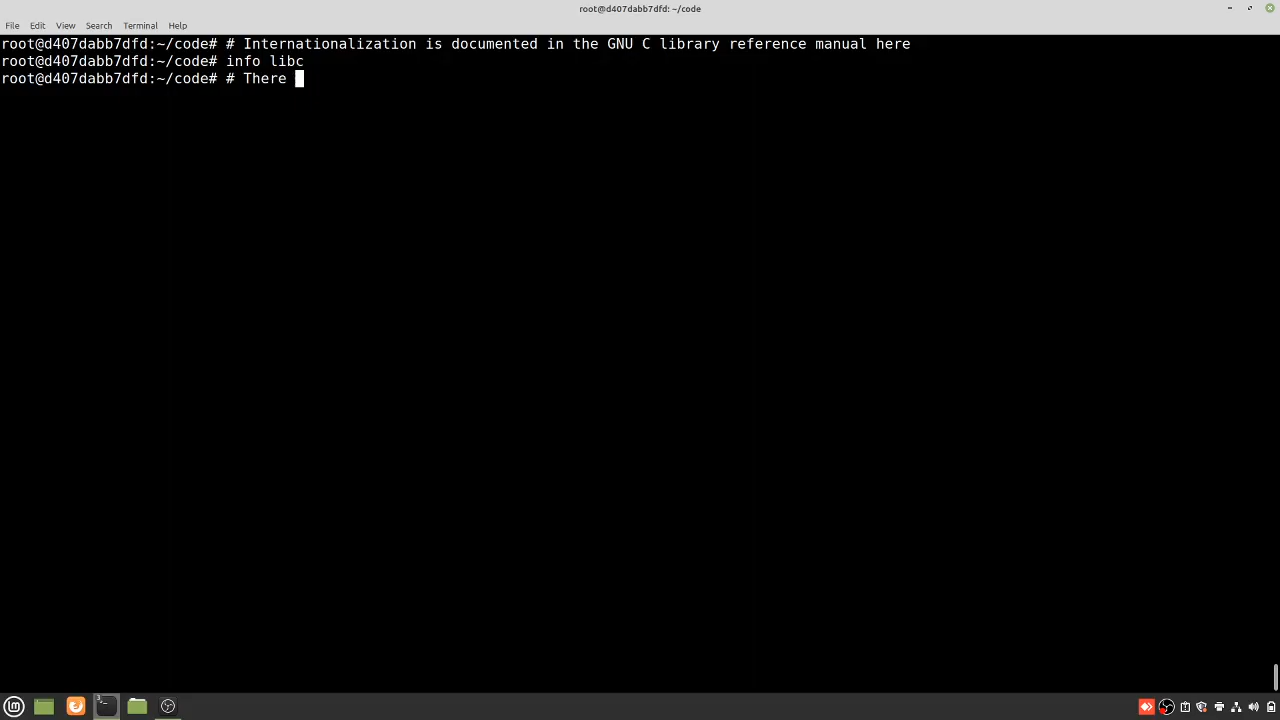 root@d407dabb7dfd: ~/code
File Edit View Search Terminal Help
root@d407dabb7dfd:~/code# # Internationalization is documented in the GNU C library reference manual here
root@d407dabb7dfd:~/code# info libc
root@d407dabb7dfd:~/code# # There
3